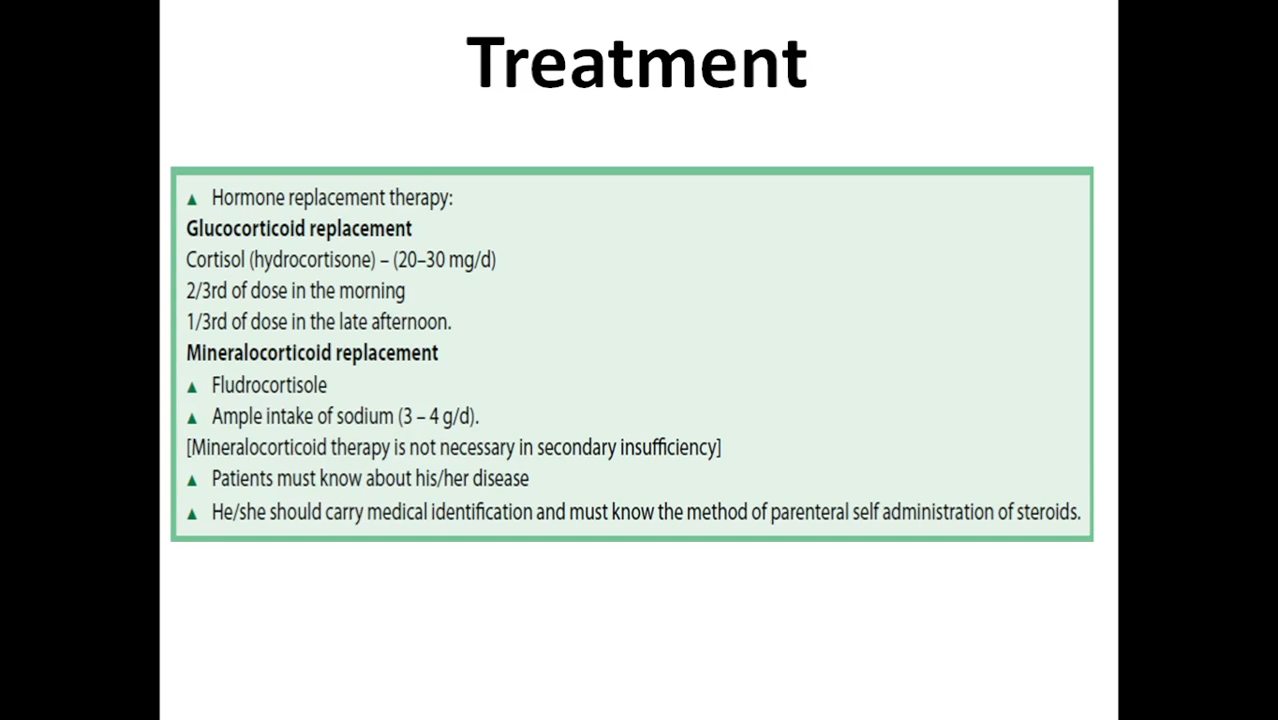 Treatment
▲ Hormone replacement therapy:
Glucocorticoid replacement
Cortisol (hydrocortisone) – (20–30 mg/d)
2/3rd of dose in the morning
1/3rd of dose in the late afternoon.
Mineralocorticoid replacement
▲ Fludrocortisole
▲ Ample intake of sodium (3 – 4 g/d).
[Mineralocorticoid therapy is not necessary in secondary insufficiency]
▲ Patients must know about his/her disease
▲ He/she should carry medical identification and must know the method of parenteral self administration of steroids.